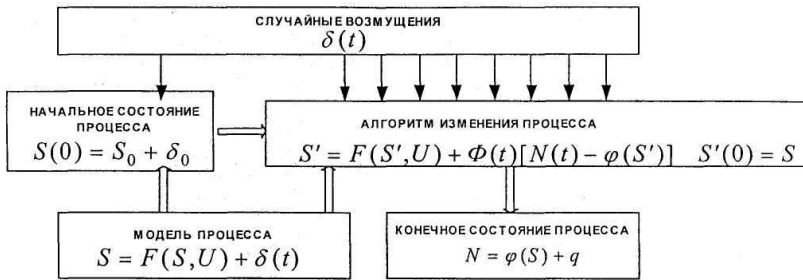 СЛУЧАЙНЫЕ ВОЗМУЩЕНИЯ
δ(t)
НАЧАЛЬНОЕ СОСТОЯНИЕ
ПРОЦЕССА
S(0) = S₀ + δ₀
АЛГОРИТМ ИЗМЕНЕНИЯ ПРОЦЕССА
S' = F(S',U) + Φ(t)[N(t) − φ(S')] S'(0) = S
МОДЕЛЬ ПРОЦЕССА
S = F(S,U) + δ(t)
КОНЕЧНОЕ СОСТОЯНИЕ ПРОЦЕССА
N = φ(S) + q